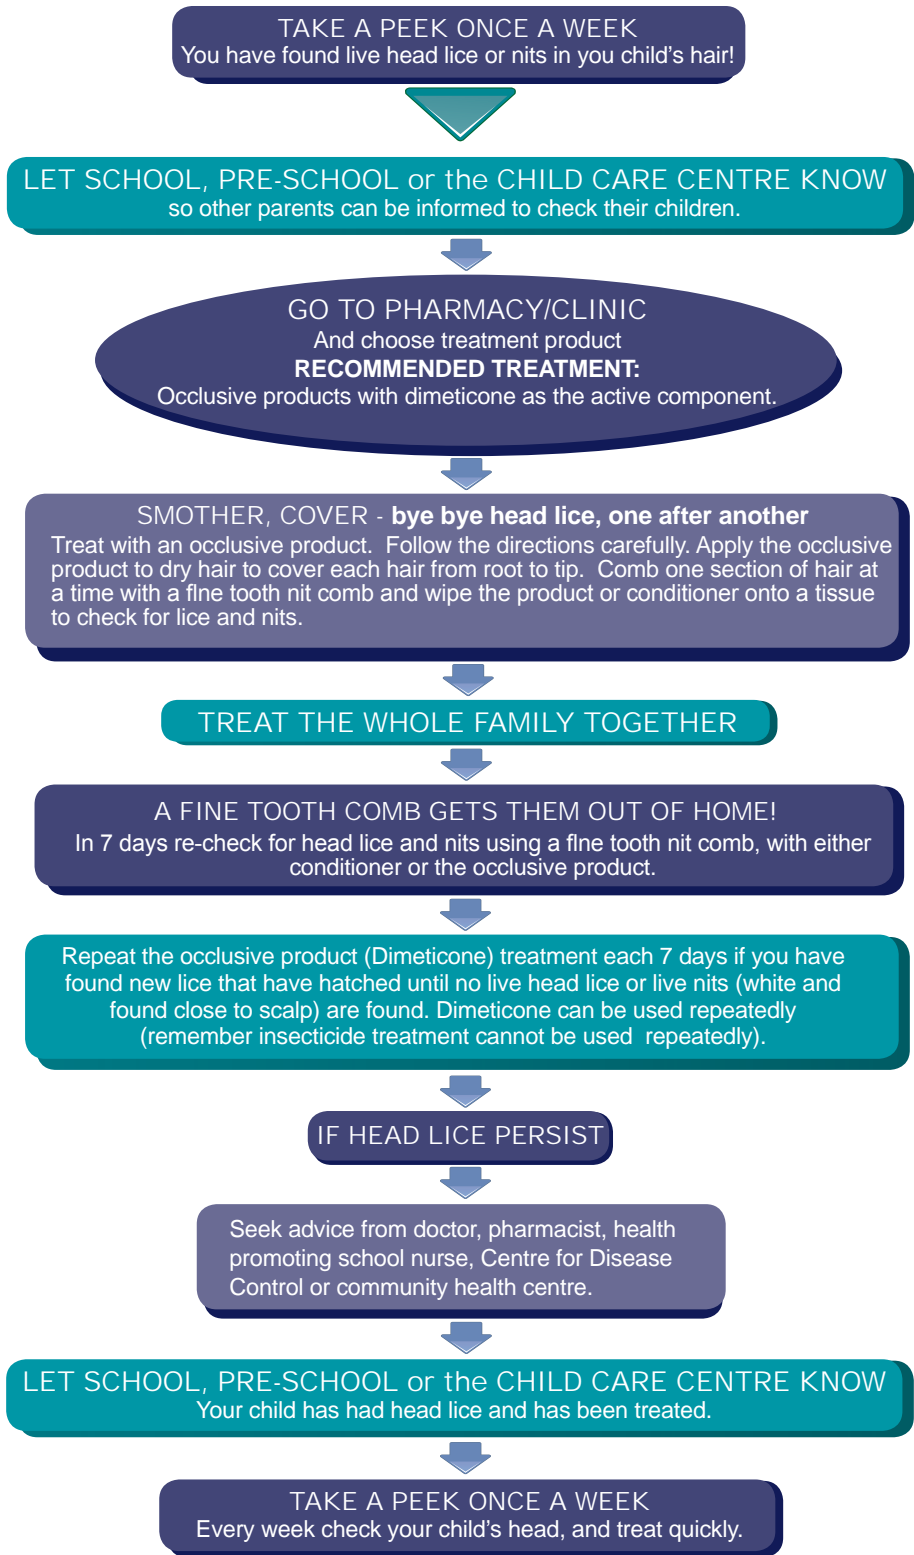 TAKE A PEEK ONCE A WEEK
You have found live head lice or nits in you child's hair!
LET SCHOOL, PRE-SCHOOL or the CHILD CARE CENTRE KNOW
so other parents can be informed to check their children.
GO TO PHARMACY/CLINIC
And choose treatment product
RECOMMENDED TREATMENT:
Occlusive products with dimeticone as the active component.
SMOTHER, COVER - bye bye head lice, one after another
Treat with an occlusive product. Follow the directions carefully. Apply the occlusive
product to dry hair to cover each hair from root to tip. Comb one section of hair at
a time with a fine tooth nit comb and wipe the product or conditioner onto a tissue
to check for lice and nits.
TREAT THE WHOLE FAMILY TOGETHER
A FINE TOOTH COMB GETS THEM OUT OF HOME!
In 7 days re-check for head lice and nits using a fine tooth nit comb, with either
conditioner or the occlusive product.
Repeat the occlusive product (Dimeticone) treatment each 7 days if you have
found new lice that have hatched until no live head lice or live nits (white and
found close to scalp) are found. Dimeticone can be used repeatedly
(remember insecticide treatment cannot be used repeatedly).
IF HEAD LICE PERSIST
Seek advice from doctor, pharmacist, health
promoting school nurse, Centre for Disease
Control or community health centre.
LET SCHOOL, PRE-SCHOOL or the CHILD CARE CENTRE KNOW
Your child has had head lice and has been treated.
TAKE A PEEK ONCE A WEEK
Every week check your child's head, and treat quickly.